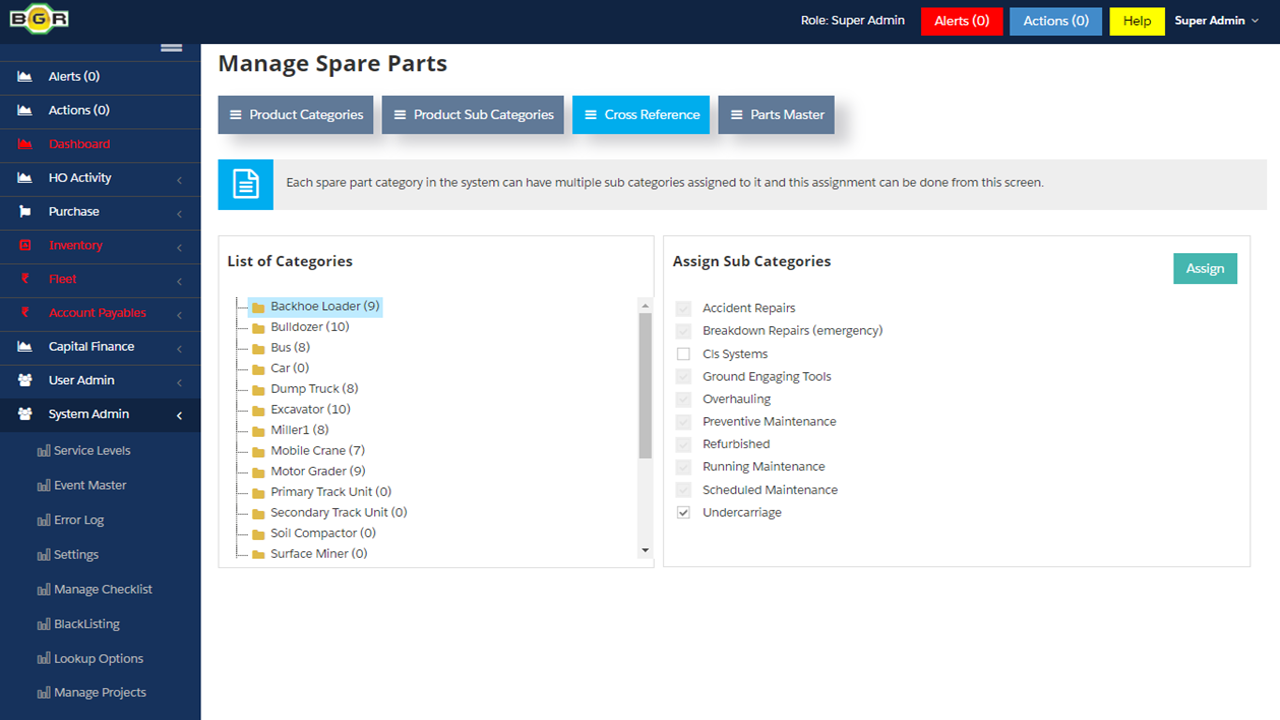 BGR
Role: Super Admin
Alerts (0)
Actions (0)
Help
Super Admin
Alerts (0)
Actions (0)
Dashboard
HO Activity
Purchase
Inventory
Fleet
Account Payables
Capital Finance
User Admin
System Admin
Service Levels
Event Master
Error Log
Settings
Manage Checklist
BlackListing
Lookup Options
Manage Projects
Manage Spare Parts
Product Categories
Product Sub Categories
Cross Reference
Parts Master
Each spare part category in the system can have multiple sub categories assigned to it and this assignment can be done from this screen.
List of Categories
Backhoe Loader (9)
Bulldozer (10)
Bus (8)
Car (0)
Dump Truck (8)
Excavator (10)
Miller1 (8)
Mobile Crane (7)
Motor Grader (9)
Primary Track Unit (0)
Secondary Track Unit (0)
Soil Compactor (0)
Surface Miner (0)
Assign Sub Categories
Assign
Accident Repairs
Breakdown Repairs (emergency)
Cls Systems
Ground Engaging Tools
Overhauling
Preventive Maintenance
Refurbished
Running Maintenance
Scheduled Maintenance
Undercarriage